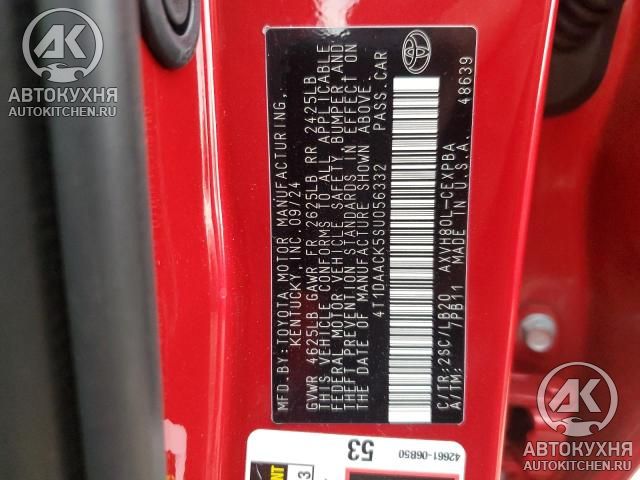 АК
АВТОКУХНЯ
AUTOKITCHEN.RU
MFD.BY:TOYOTA MOTOR MANUFACTURING,
KENTUCKY, INC. 09/24
GVWR 4625LB GAWR FR 2625LB RR 2425LB
THIS VEHICLE CONFORMS TO ALL APPLICABLE
FEDERAL MOTOR VEHICLE SAFETY, BUMPER, AND
THEFT PREVENTION STANDARDS IN EFFECT ON
THE DATE OF MANUFACTURE SHOWN ABOVE.
4T1DAACK5SU056332 PASS.CAR
C/TR:2SC/LB20 AXVH80L-CEXPBA
A/TM: 7PB11 MADE IN U.S.A. 48639
53
42661-06B50
3
АК
АВТОКУХНЯ
AUTOKITCHEN.RU